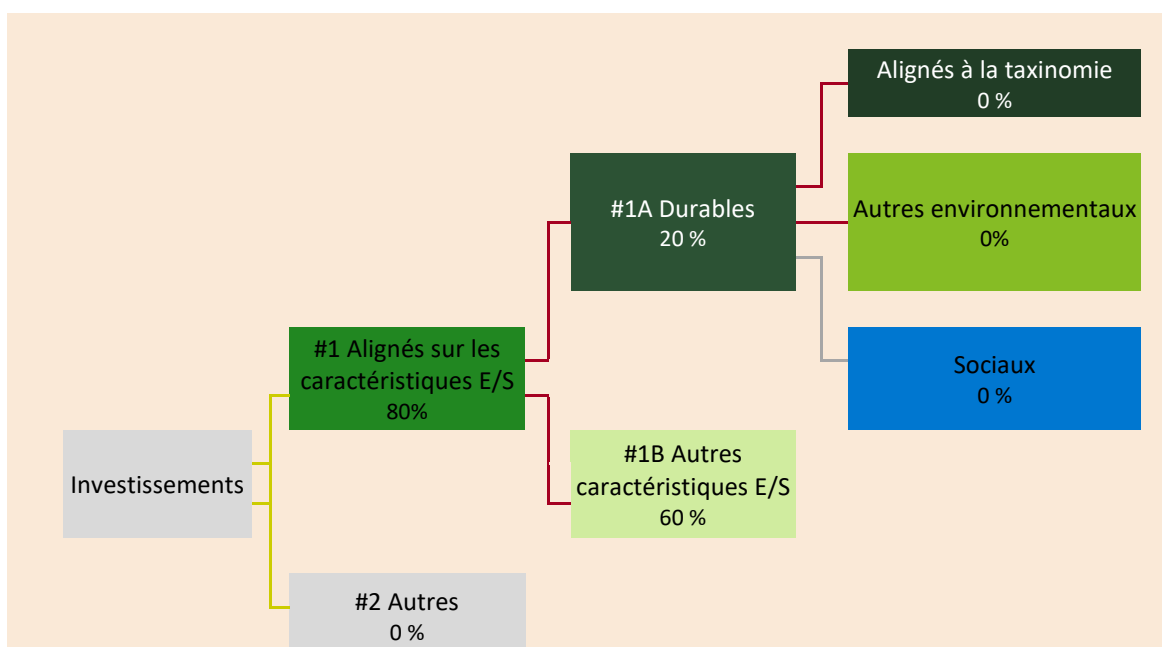 Alignés à la taxinomie
0 %
#1A Durables
20 %
Autres environnementaux
0%
#1 Alignés sur les
caractéristiques E/S
80%
Sociaux
0 %
Investissements
#1B Autres
caractéristiques E/S
60 %
#2 Autres
0 %